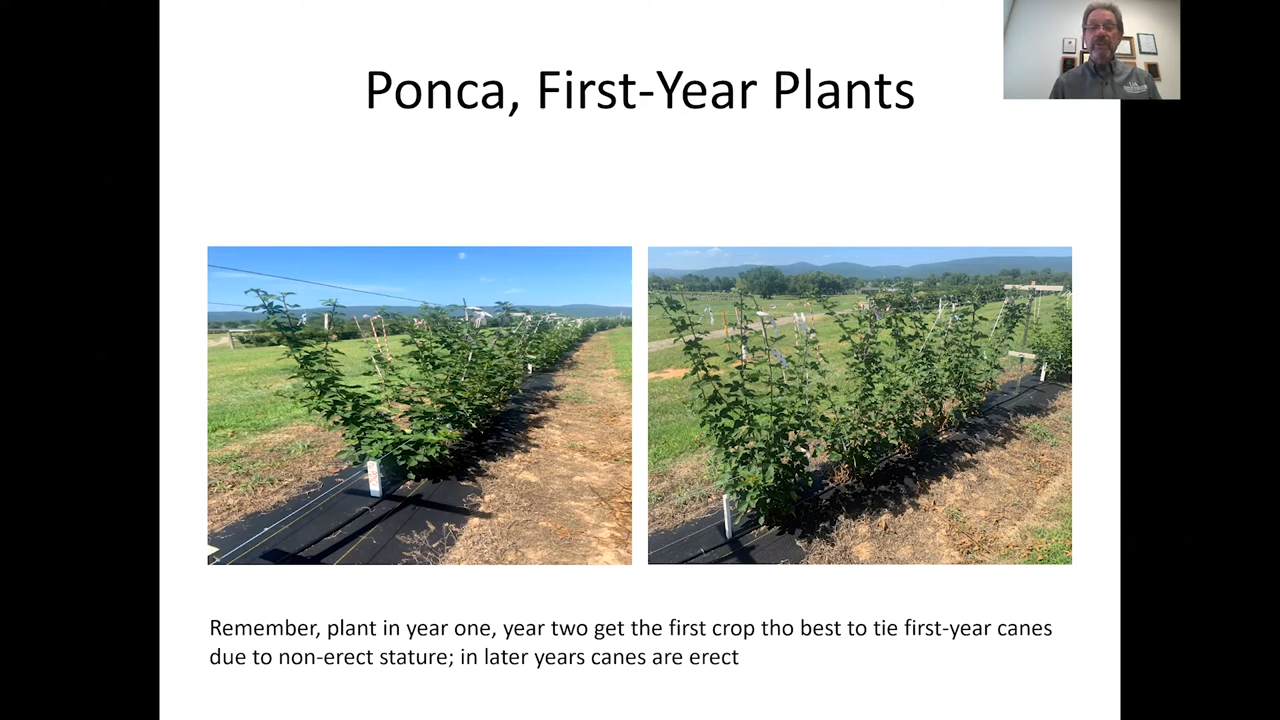 Ponca, First-Year Plants
Remember, plant in year one, year two get the first crop tho best to tie first-year canes
due to non-erect stature; in later years canes are erect